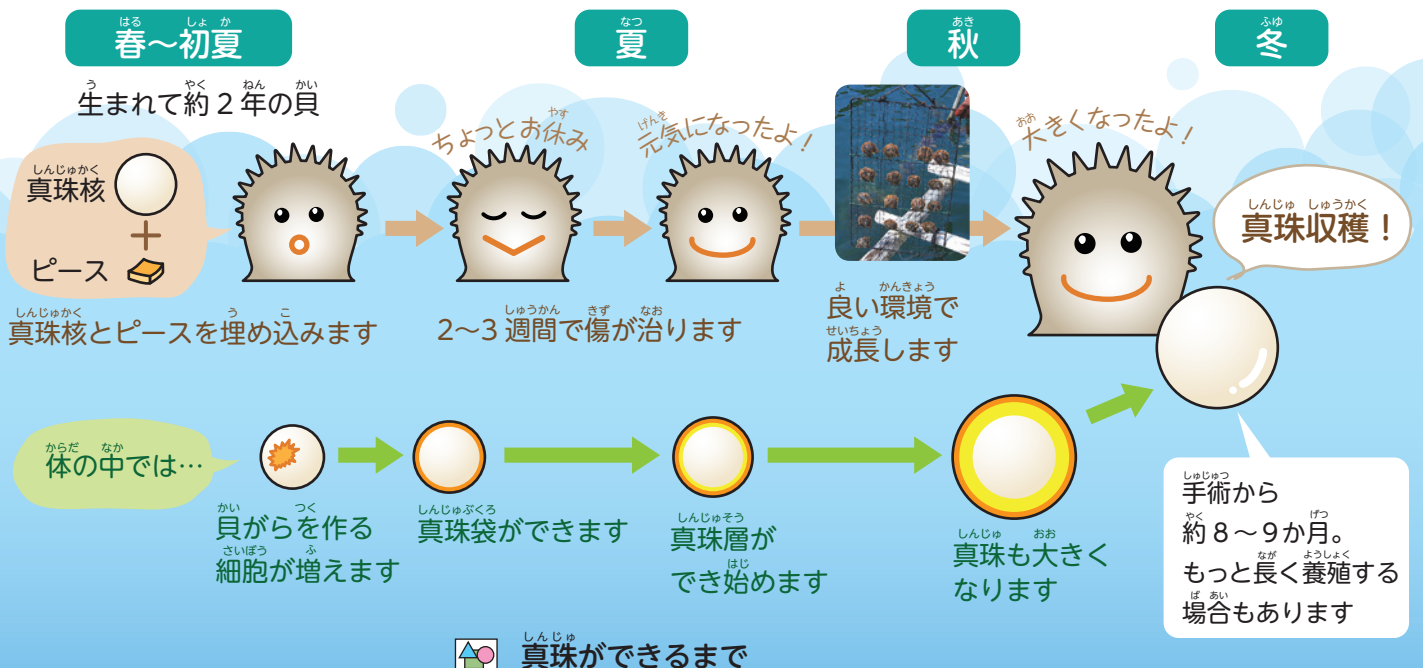 春～初夏
夏
秋
冬
生まれて約2年の貝
真珠核
＋
ピース
真珠核とピースを埋め込みます
ちょっとお休み
元気になったよ！
2～3週間で傷が治ります
良い環境で
成長します
大きくなったよ！
真珠収穫！
体の中では…
貝がらを作る
細胞が増えます
真珠袋ができます
真珠層が
でき始めます
真珠も大きく
なります
手術から
約8～9か月。
もっと長く養殖する
場合もあります
真珠ができるまで